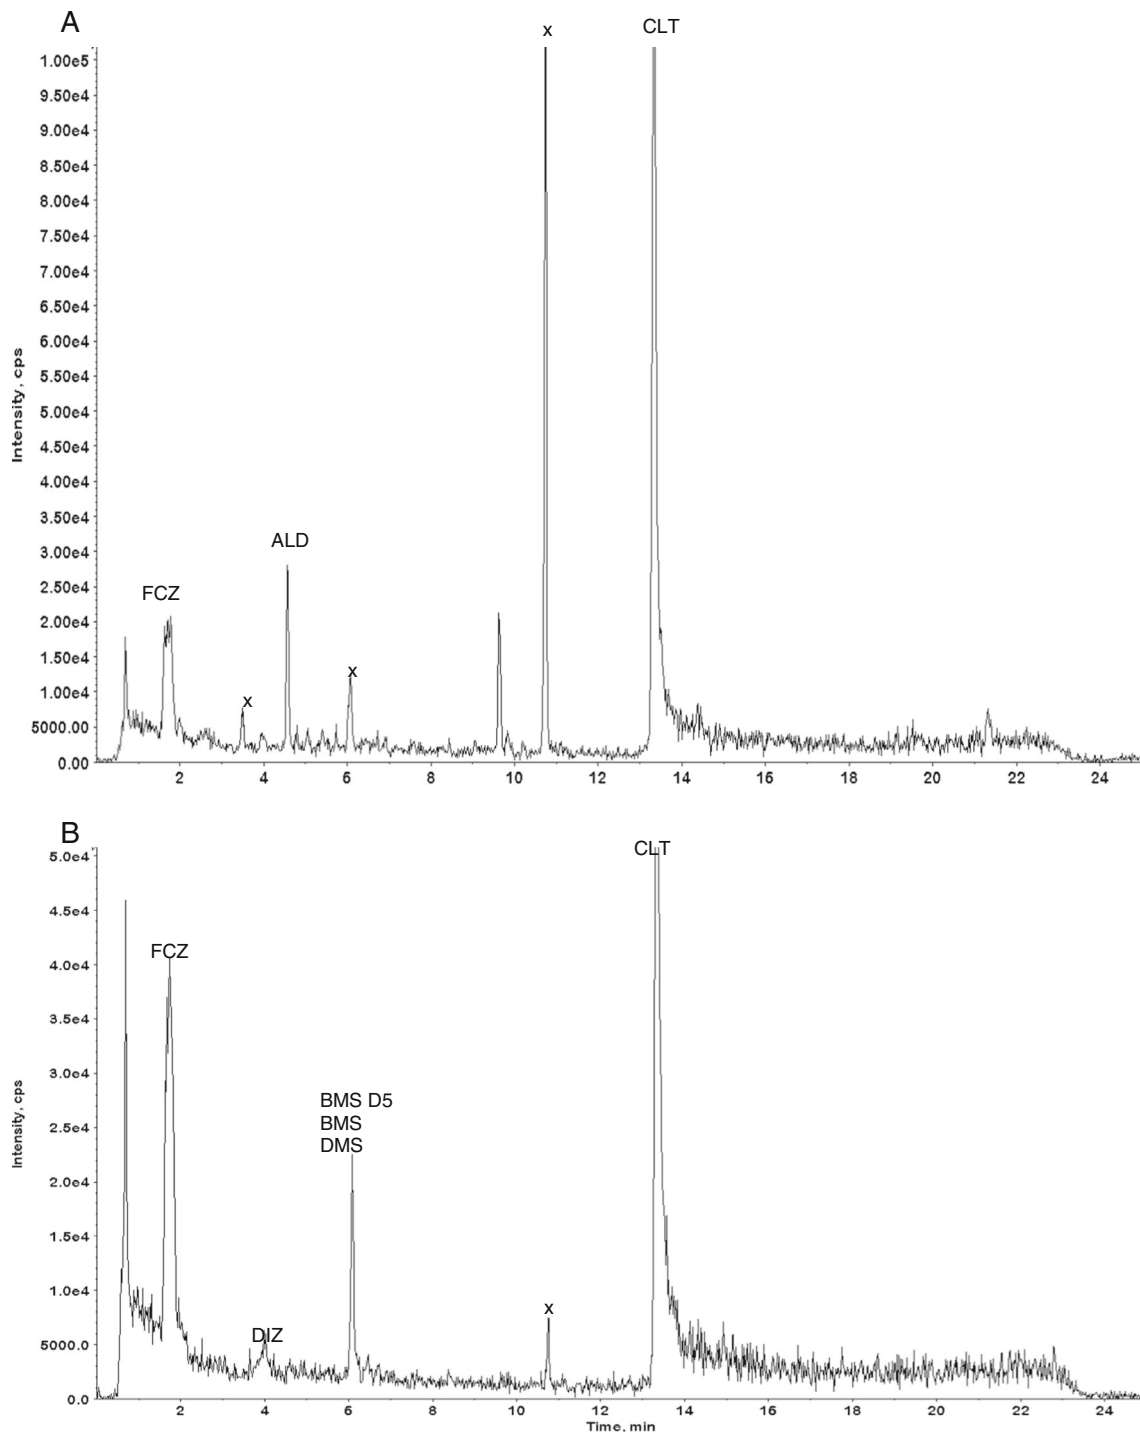 A
x
CLT
1.00e5
9.50e4
9.00e4
8.50e4
8.00e4
7.50e4
7.00e4
6.50e4
6.00e4
5.50e4
5.00e4
4.50e4
4.00e4
3.50e4
3.00e4
2.50e4
2.00e4
1.50e4
1.00e4
5000.00
0.00
Intensity, cps
FCZ
ALD
x
x
2 4 6 8 10 12 14 16 18 20 22 24
B
CLT
5.0e4
4.5e4
4.0e4
3.5e4
3.0e4
2.5e4
2.0e4
1.5e4
1.0e4
5000.0
0.0
Intensity, cps
FCZ
BMS D5
BMS
DMS
DIZ
x
2 4 6 8 10 12 14 16 18 20 22 24
Time, min